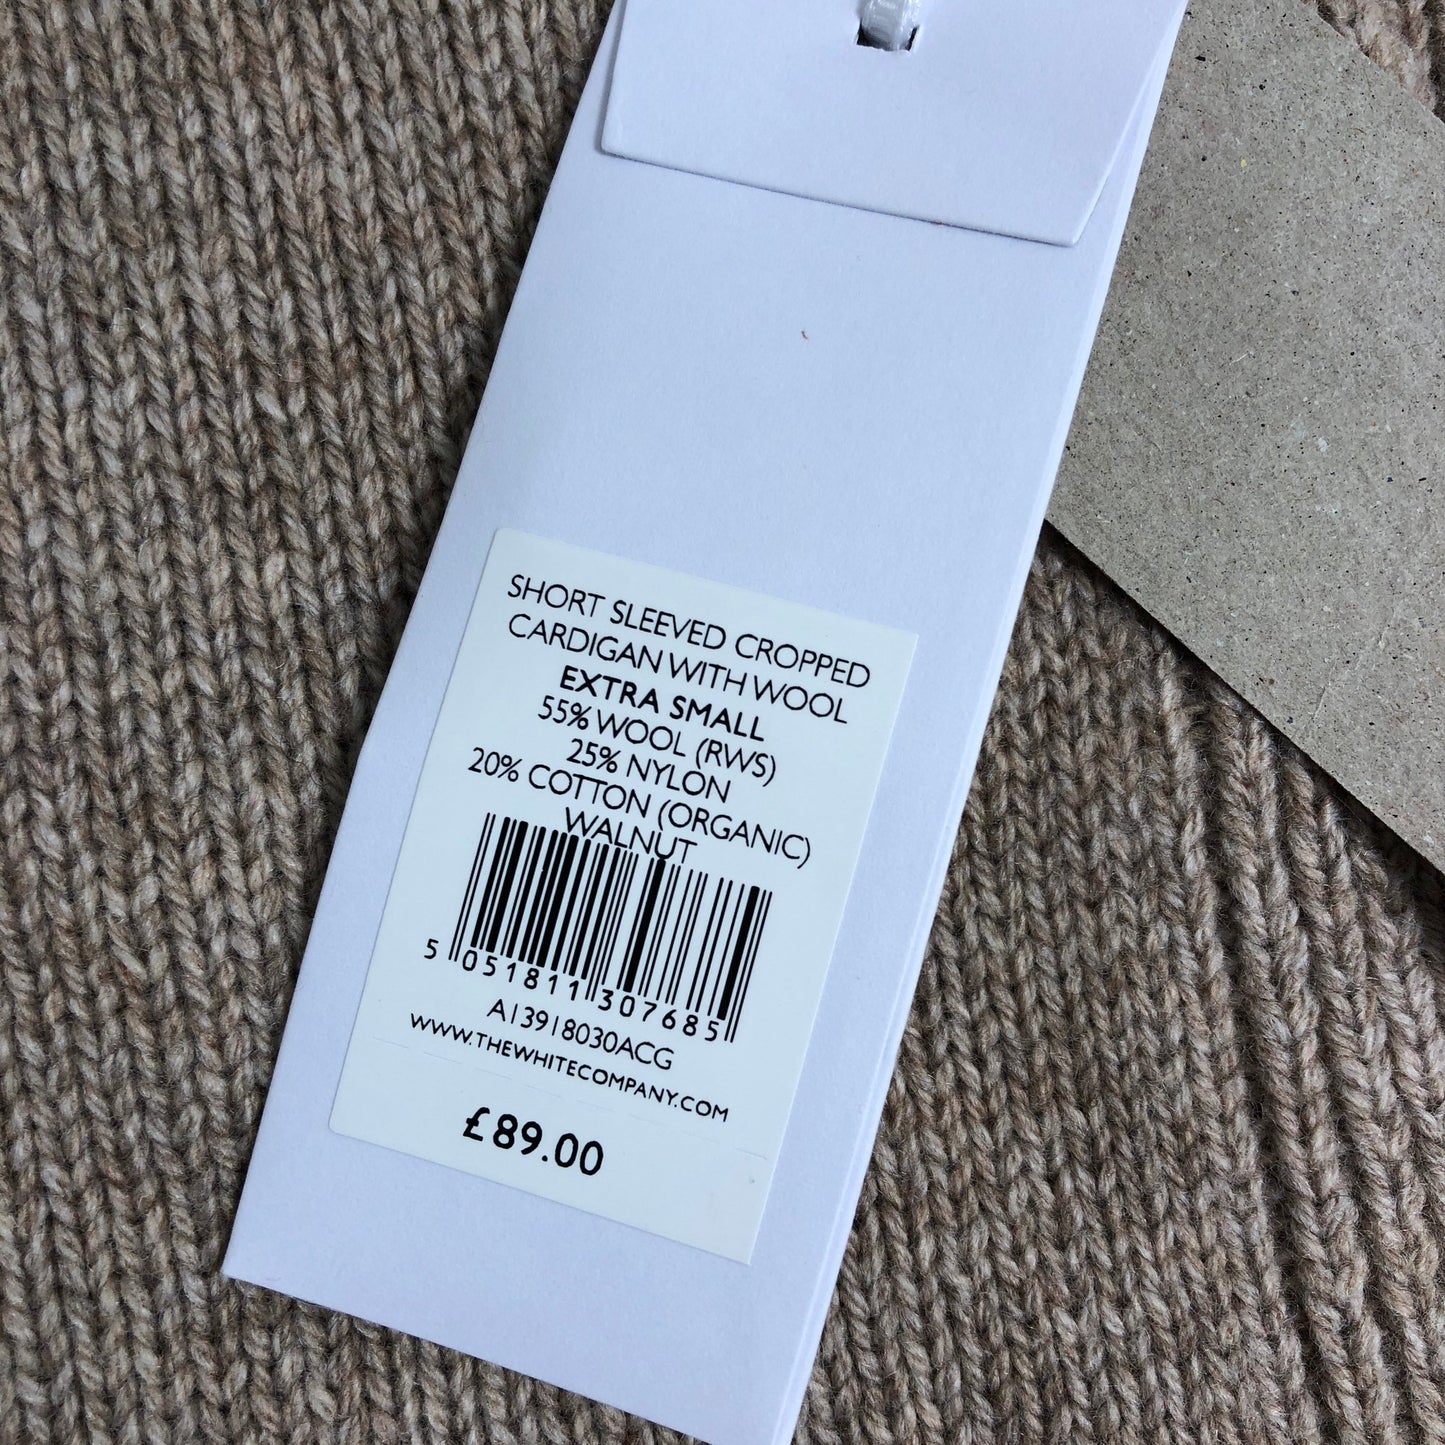 SHORT SLEEVED CROPPED
CARDIGAN WITH WOOL
EXTRA SMALL
55% WOOL (RWS)
25% NYLON
20% COTTON (ORGANIC)
WALNUT
5 051811 307685
A13918030ACG
WWW.THEWHITECOMPANY.COM
£89.00